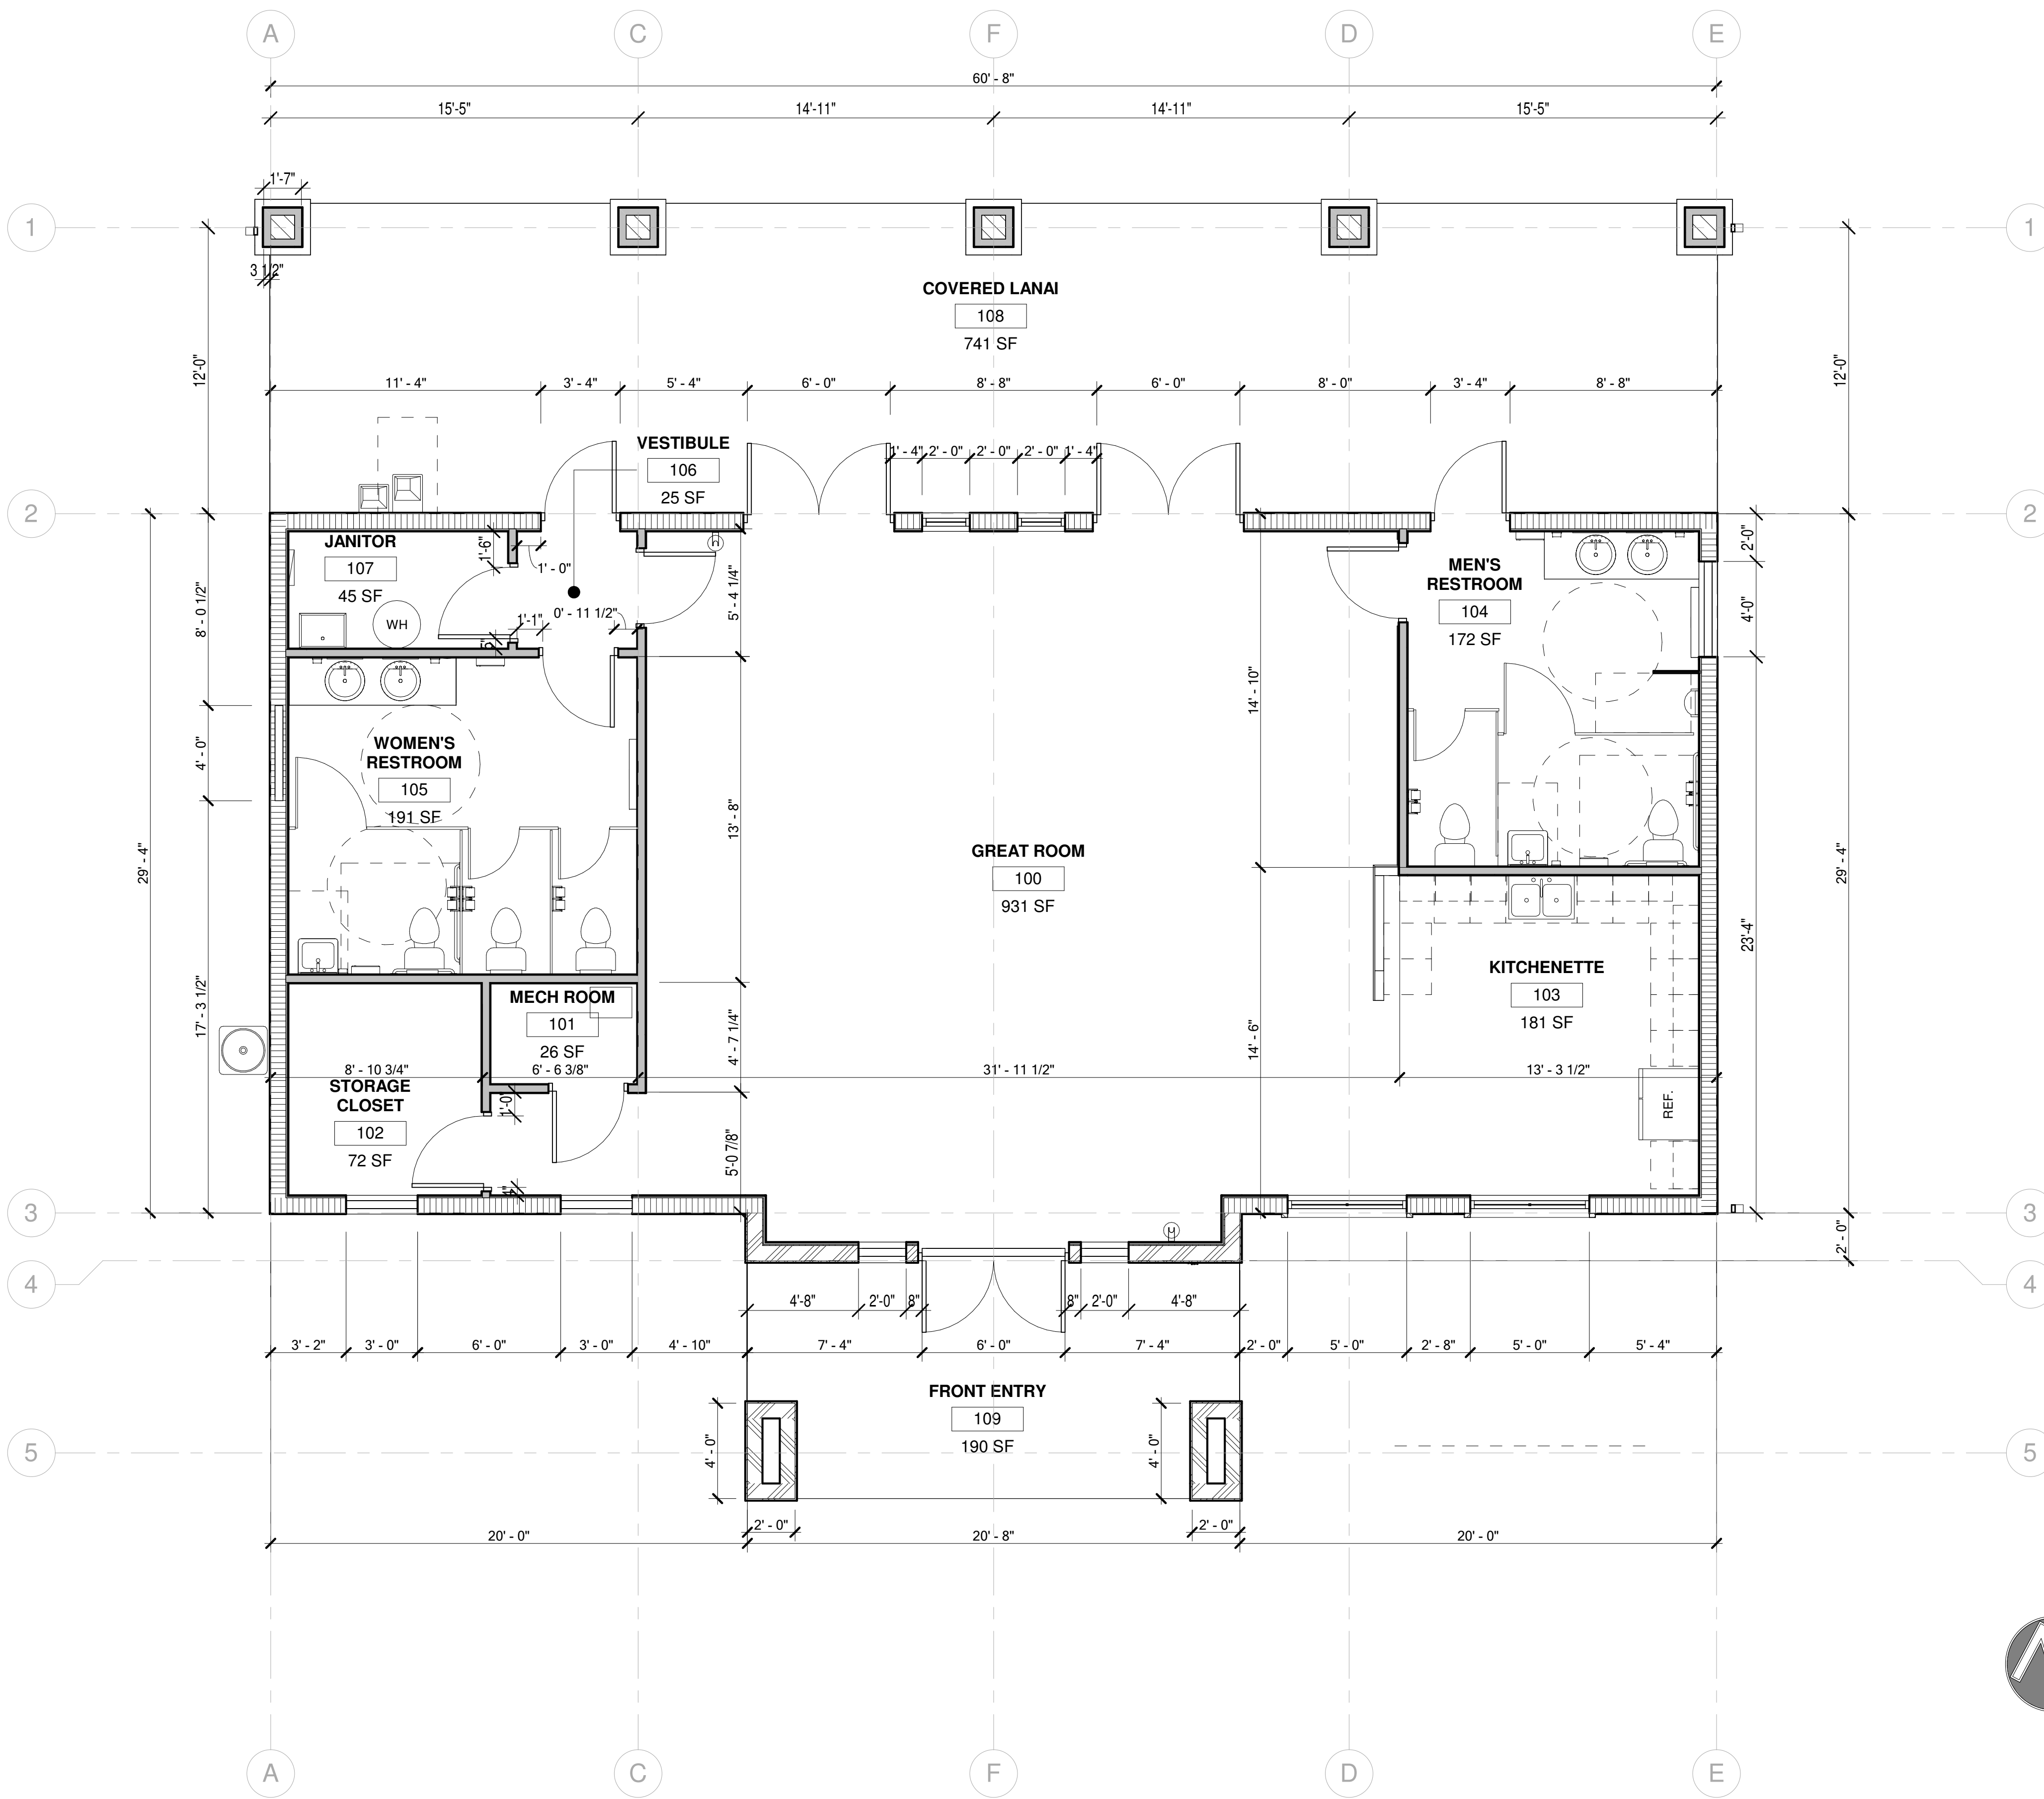 A C F D E
60' - 8"
15'-5" 14'-11" 14'-11" 15'-5"
1'-7"
1 1
3 1/2"
COVERED LANAI
108
741 SF
12'-0" 12'-0"
11' - 4" 3' - 4" 5' - 4" 6' - 0" 8' - 8" 6' - 0" 8' - 0" 3' - 4" 8' - 8"
VESTIBULE
106
25 SF
1' - 4" 2' - 0" 2' - 0" 2' - 0" 1' - 4"
2 2
JANITOR
107
45 SF
WH
1'-6"
1' - 0"
1'-1" 0' - 11 1/2"
5' - 4 1/4"
2'-0"
MEN'S
RESTROOM
104
172 SF
4'-0"
8' - 0 1/2"
14' - 10"
WOMEN'S
RESTROOM
105
191 SF
4' - 0"
13' - 8"
29' - 4"
GREAT ROOM
100
931 SF
29' - 4"
23'-4"
KITCHENETTE
103
181 SF
17' - 3 1/2"
MECH ROOM
101
26 SF
4' - 7 1/4"
14' - 6"
8' - 10 3/4" 6' - 6 3/8" 31' - 11 1/2" 13' - 3 1/2"
STORAGE
CLOSET
102
72 SF
1'-0"
REF.
5'-0 7/8"
3 3
2' - 0"
4 4
4'-8" 2'-0" 8" 8" 2'-0" 4'-8"
3' - 2" 3' - 0" 6' - 0" 3' - 0" 4' - 10" 7' - 4" 6' - 0" 7' - 4" 2' - 0" 5' - 0" 2' - 8" 5' - 0" 5' - 4"
FRONT ENTRY
109
190 SF
4' - 0" 4' - 0"
5 5
2' - 0" 2' - 0"
20' - 0" 20' - 8" 20' - 0"
A C F D E